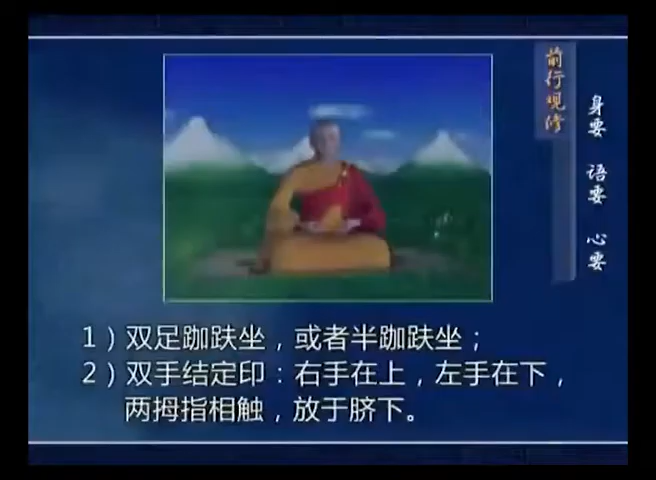 前行观修
身要 语要 心要
1）双足跏趺坐，或者半跏趺坐；
2）双手结定印：右手在上，左手在下，
两拇指相触，放于脐下。